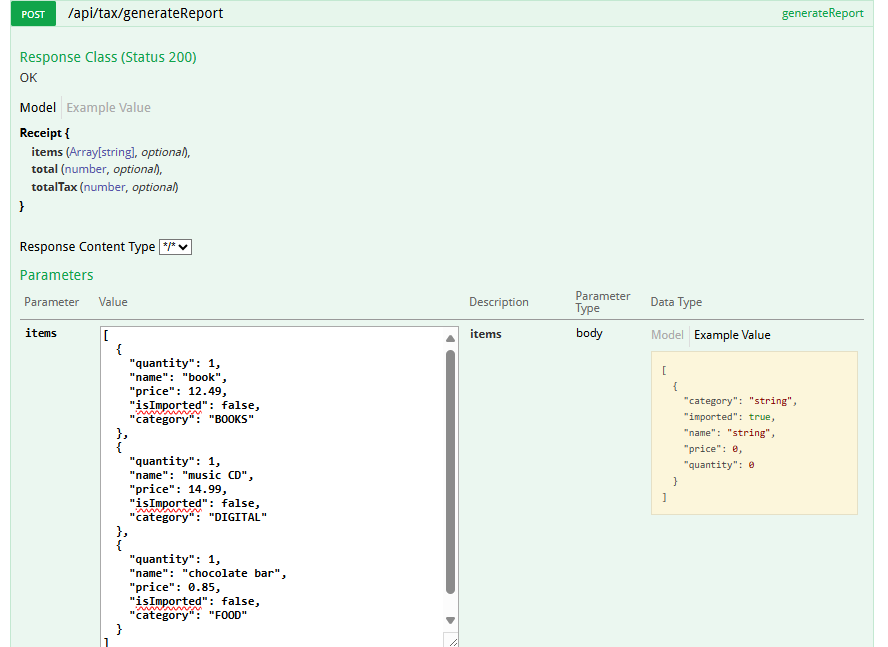 POST /api/tax/generateReport generateReport
Response Class (Status 200)
OK
Model Example Value
Receipt {
items (Array[string], optional),
total (number, optional),
totalTax (number, optional)
}
Response Content Type */*
Parameters
Parameter Value Description Parameter Type Data Type
items
[
  {
    "quantity": 1,
    "name": "book",
    "price": 12.49,
    "isImported": false,
    "category": "BOOKS"
  },
  {
    "quantity": 1,
    "name": "music CD",
    "price": 14.99,
    "isImported": false,
    "category": "DIGITAL"
  },
  {
    "quantity": 1,
    "name": "chocolate bar",
    "price": 0.85,
    "isImported": false,
    "category": "FOOD"
  }
]
items
body
Model Example Value
[
  {
    "category": "string",
    "imported": true,
    "name": "string",
    "price": 0,
    "quantity": 0
  }
]